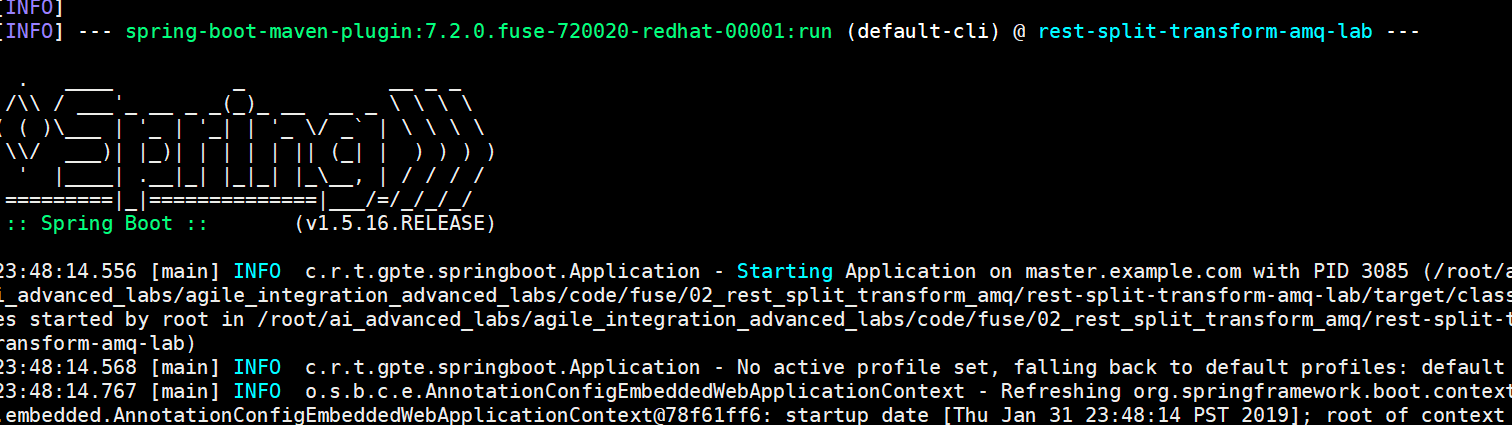 [INFO]
[INFO] --- spring-boot-maven-plugin:7.2.0.fuse-720020-redhat-00001:run (default-cli) @ rest-split-transform-amq-lab ---
  .   ____          _            __ _ _
 /\\ / ___'_ __ _ _(_)_ __  __ _ \ \ \ \
( ( )\___ | '_ | '_| | '_ \/ _` | \ \ \ \
 \\/  ___)| |_)| | | | | || (_| |  ) ) ) )
  '  |____| .__|_| |_|_| |_\__, | / / / /
 =========|_|==============|___/=/_/_/_/
 :: Spring Boot ::        (v1.5.16.RELEASE)
23:48:14.556 [main] INFO  c.r.t.gpte.springboot.Application - Starting Application on master.example.com with PID 3085 (/root/a
i_advanced_labs/agile_integration_advanced_labs/code/fuse/02_rest_split_transform_amq/rest-split-transform-amq-lab/target/class
es started by root in /root/ai_advanced_labs/agile_integration_advanced_labs/code/fuse/02_rest_split_transform_amq/rest-split-t
ransform-amq-lab)
23:48:14.568 [main] INFO  c.r.t.gpte.springboot.Application - No active profile set, falling back to default profiles: default
23:48:14.767 [main] INFO  o.s.b.c.e.AnnotationConfigEmbeddedWebApplicationContext - Refreshing org.springframework.boot.context
.embedded.AnnotationConfigEmbeddedWebApplicationContext@78f61ff6: startup date [Thu Jan 31 23:48:14 PST 2019]; root of context